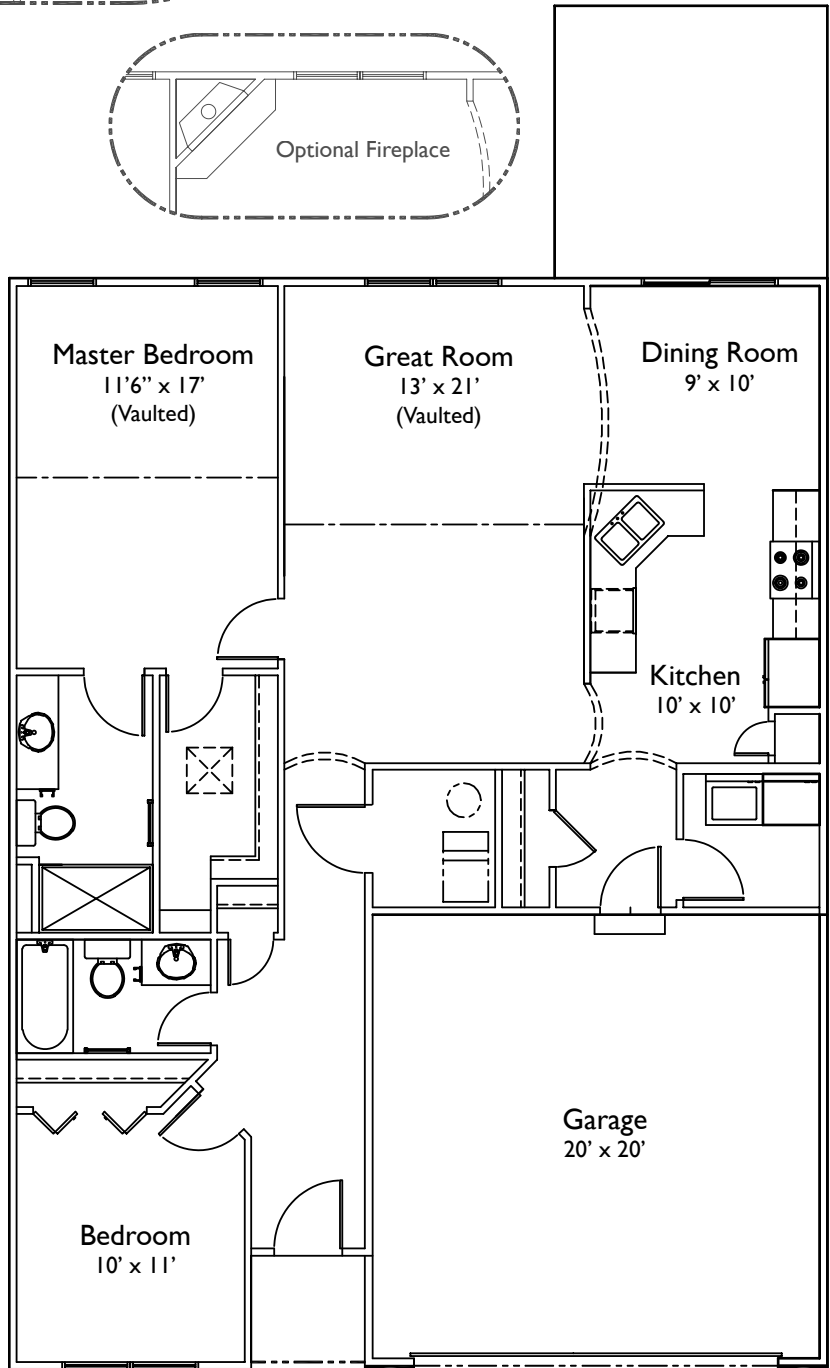 Optional Fireplace
Master Bedroom
11’6” x 17’
(Vaulted)
Great Room
13’ x 21’
(Vaulted)
Dining Room
9’ x 10’
Kitchen
10’ x 10’
Garage
20’ x 20’
Bedroom
10’ x 11’